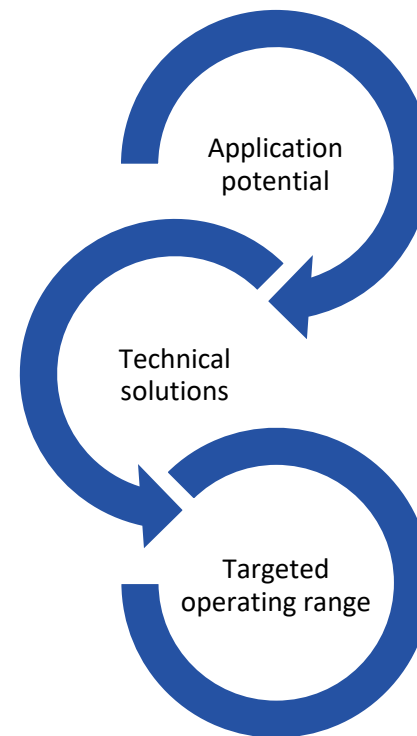 Application
potential
Technical
solutions
Targeted
operating range